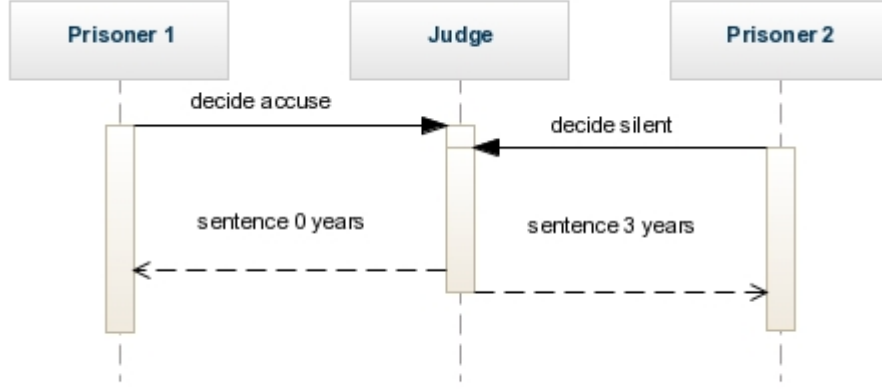 Prisoner 1
Judge
Prisoner 2
decide accuse
decide silent
sentence 0 years
sentence 3 years